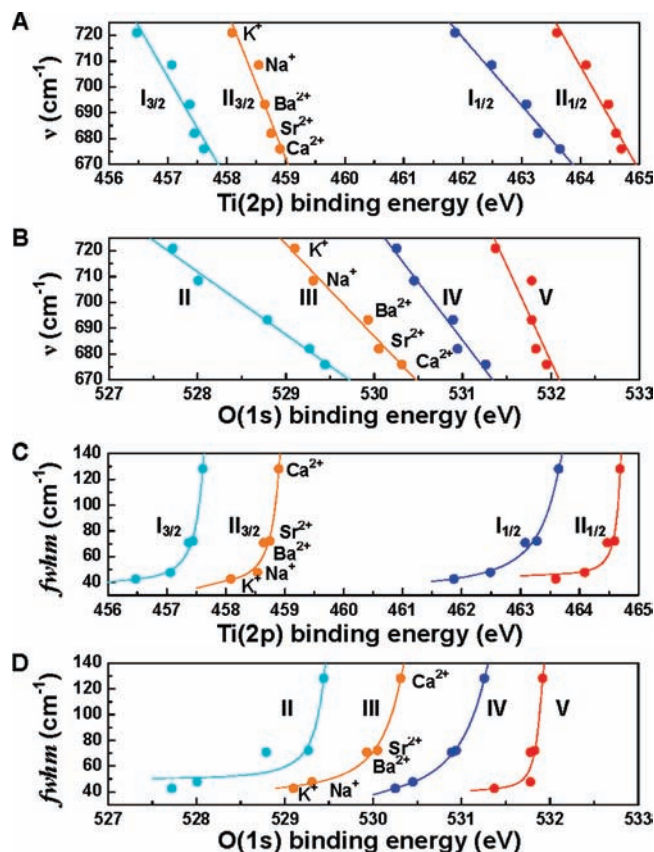 A
ν (cm⁻¹)
720
710
700
690
680
670
I3/2
II3/2
K⁺
Na⁺
Ba²⁺
Sr²⁺
Ca²⁺
I1/2
II1/2
456 457 458 459 460 461 462 463 464 465
Ti(2p) binding energy (eV)
B
ν (cm⁻¹)
720
710
700
690
680
670
II
III
K⁺
Na⁺
Ba²⁺
Sr²⁺
Ca²⁺
IV
V
527 528 529 530 531 532 533
O(1s) binding energy (eV)
C
fwhm (cm⁻¹)
140
120
100
80
60
40
I3/2
II3/2
Ca²⁺
Sr²⁺
Ba²⁺
Na⁺
K⁺
I1/2
II1/2
456 457 458 459 460 461 462 463 464 465
Ti(2p) binding energy (eV)
D
fwhm (cm⁻¹)
140
120
100
80
60
40
II
III
Ca²⁺
Sr²⁺
Ba²⁺
K⁺ Na⁺
IV
V
527 528 529 530 531 532 533
O(1s) binding energy (eV)